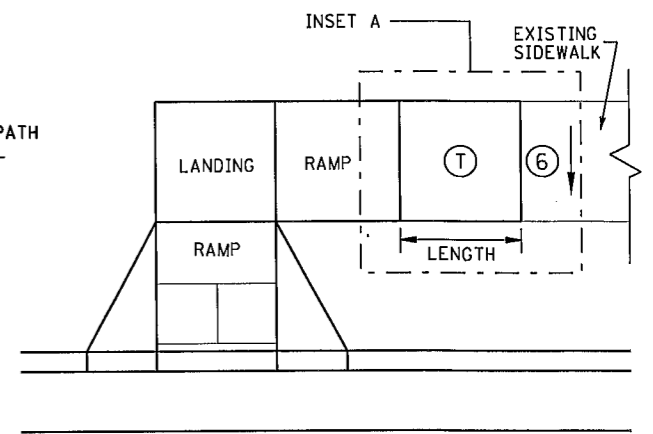 INSET A
EXISTING
SIDEWALK
PATH
LANDING
RAMP
T
6
RAMP
LENGTH